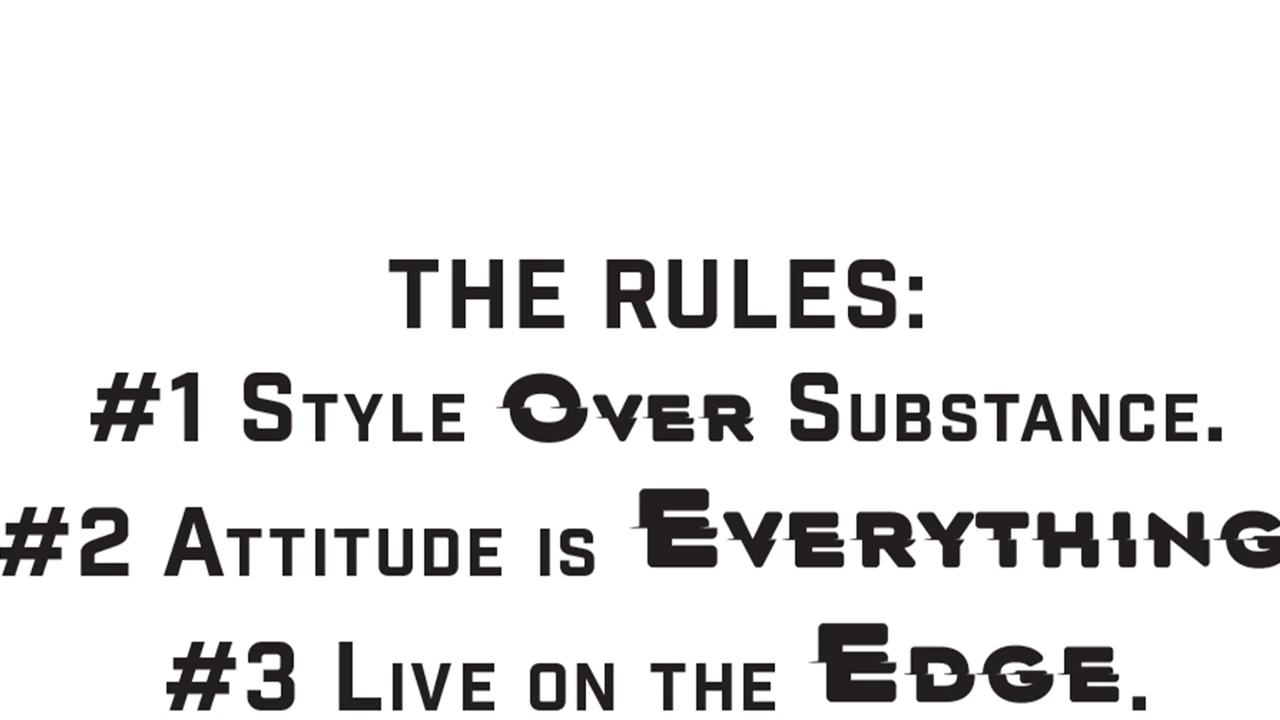 THE RULES:
#1 STYLE OVER SUBSTANCE.
#2 ATTITUDE IS EVERYTHING
#3 LIVE ON THE EDGE.